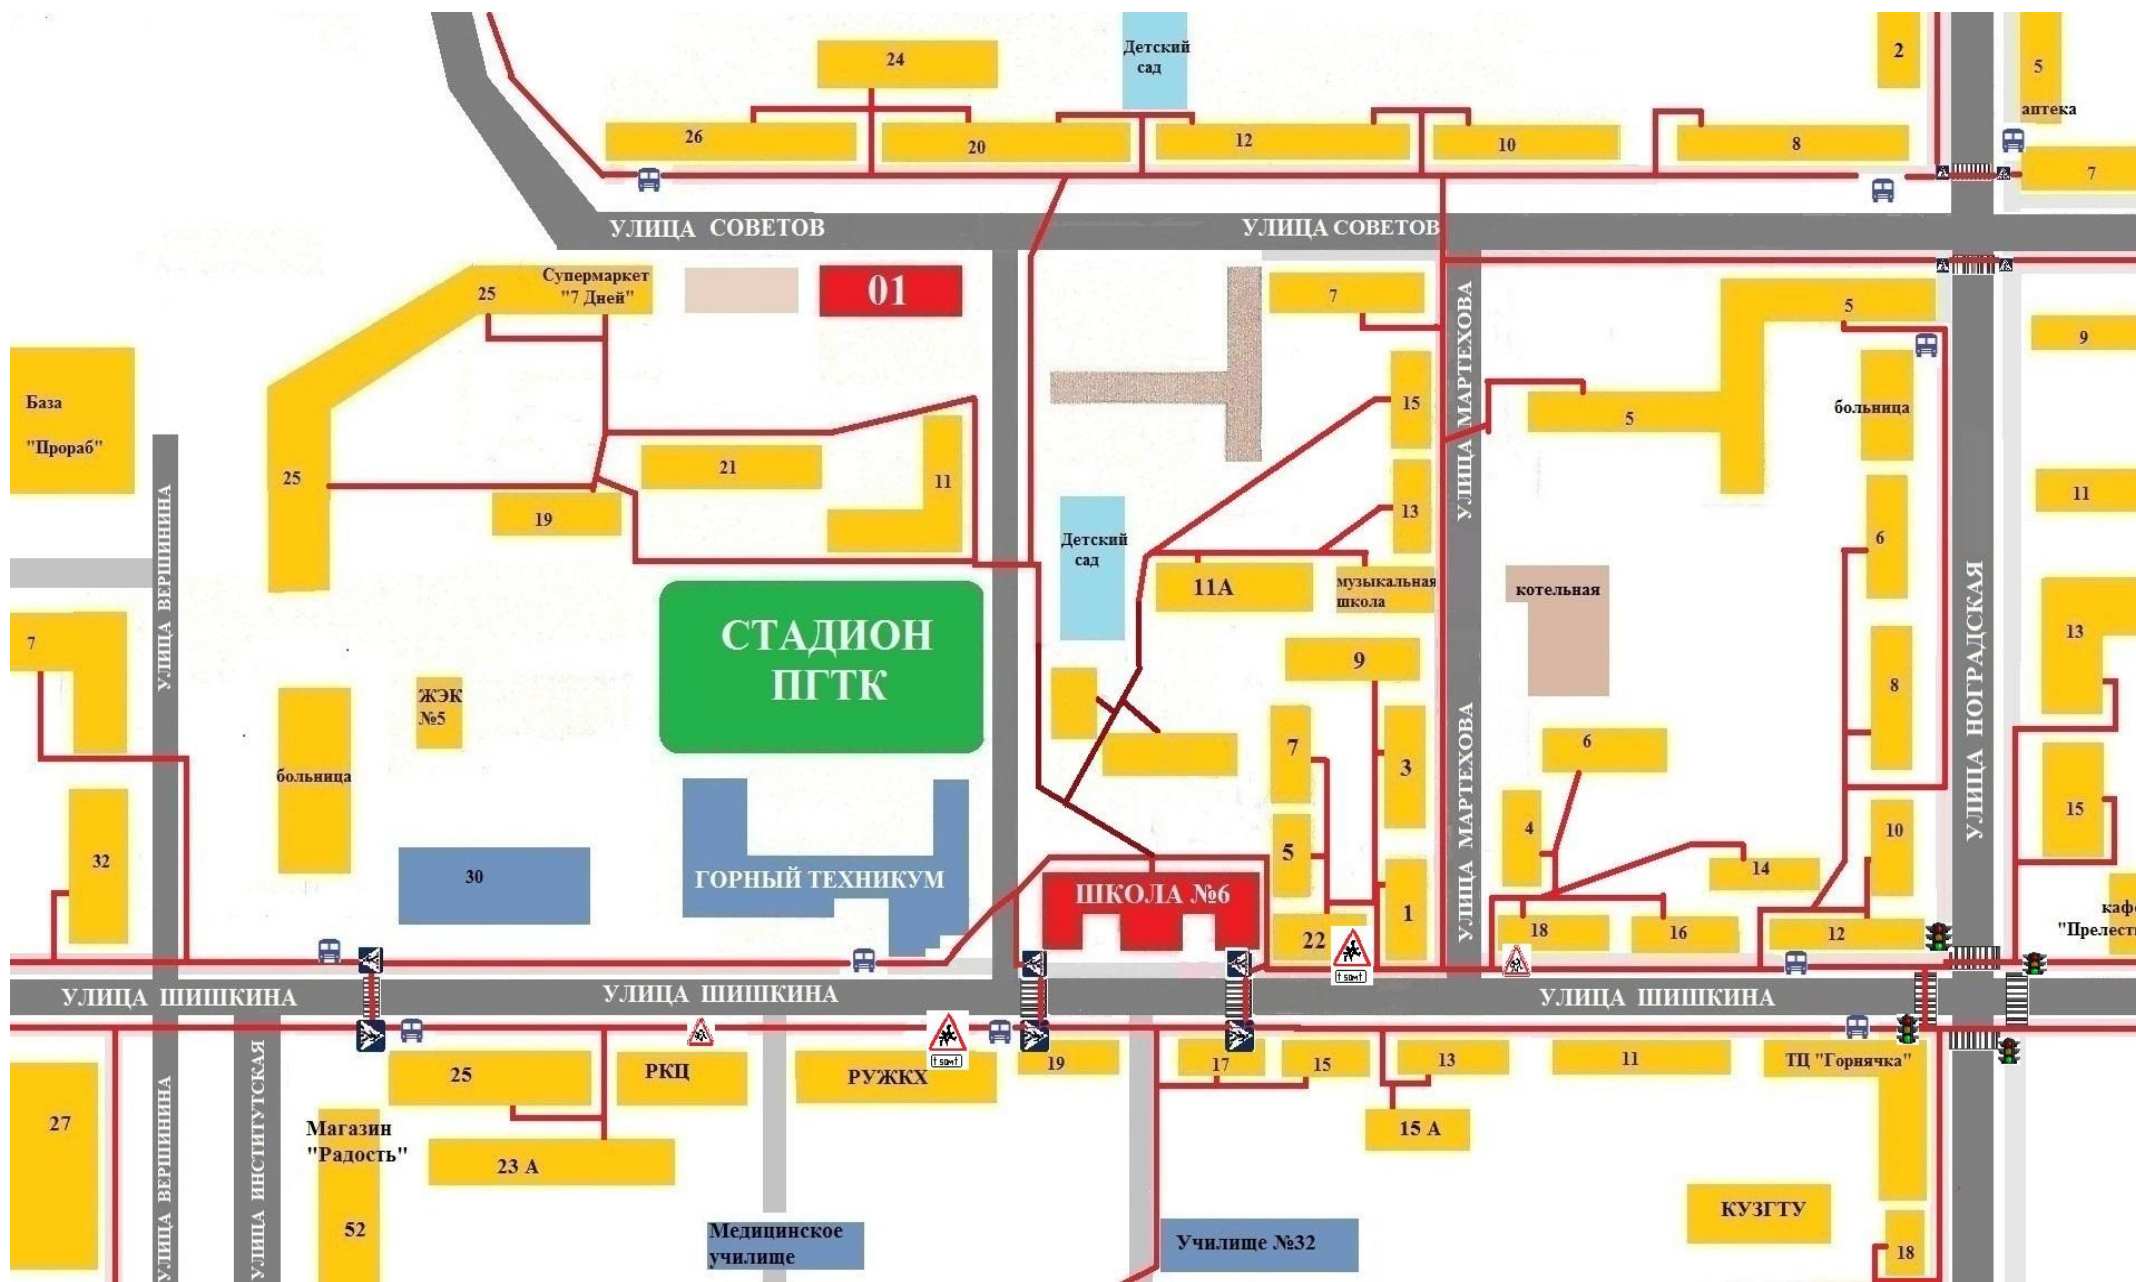 24
Детский
сад
2
5
аптека
26
20
12
10
8
7
УЛИЦА СОВЕТОВ
УЛИЦА СОВЕТОВ
25
Супермаркет
"7 Дней"
01
7
5
9
База
"Прораб"
15
5
больница
УЛИЦА МАРТЕХОВА
25
21
11
19
13
6
11
УЛИЦА ВЕРШИНИНА
Детский
сад
11А
музыкальная
школа
котельная
УЛИЦА НОГРАДСКАЯ
7
СТАДИОН
ПГТК
9
13
8
ЖЭК
№5
больница
7
3
6
УЛИЦА МАРТЕХОВА
15
32
30
ГОРНЫЙ ТЕХНИКУМ
ШКОЛА №6
5
1
22
4
14
10
18
16
12
кафе
"Прелесть
УЛИЦА ШИШКИНА
УЛИЦА ШИШКИНА
УЛИЦА ШИШКИНА
25
РКЦ
РУЖКХ
19
17
15
13
11
ТЦ "Горнячка"
27
Магазин
"Радость"
23 А
15 А
УЛИЦА ВЕРШИНИНА
УЛИЦА ИНСТИТУТСКАЯ
52
Медицинское
училище
Училище №32
КУЗГТУ
18